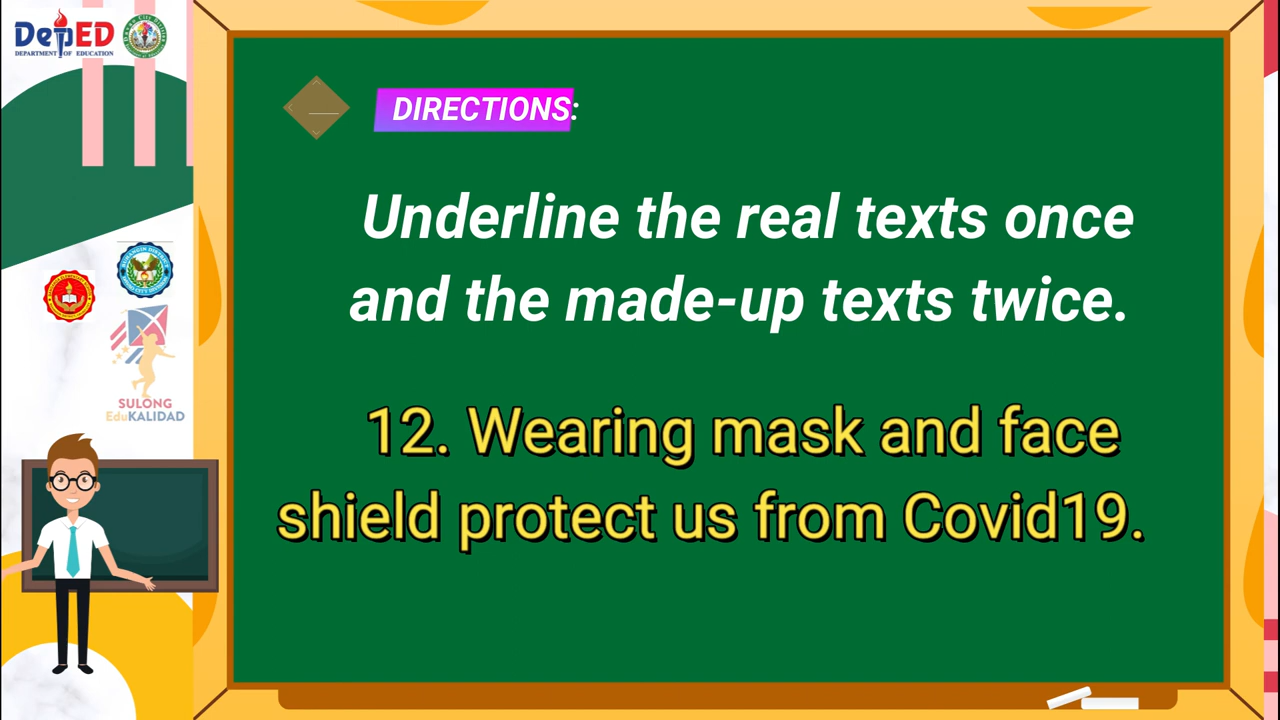 DepED
DEPARTMENT OF EDUCATION
DIRECTIONS:
Underline the real texts once
and the made-up texts twice.
12. Wearing mask and face
shield protect us from Covid19.
SULONG
EduKALIDAD